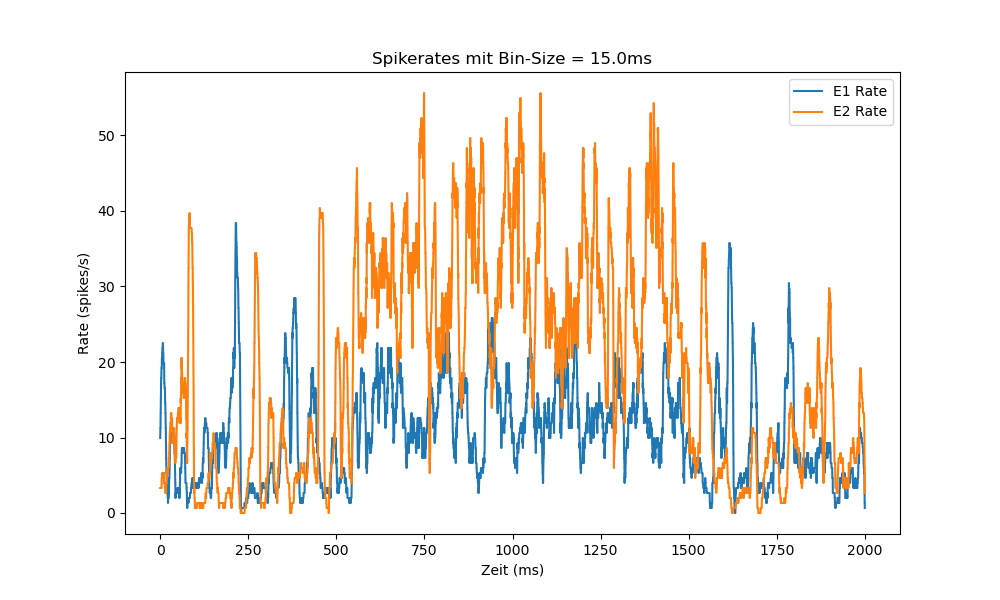 Spikerates mit Bin-Size = 15.0ms
E1 Rate
E2 Rate
Rate (spikes/s)
50
40
30
20
10
0
0 250 500 750 1000 1250 1500 1750 2000
Zeit (ms)